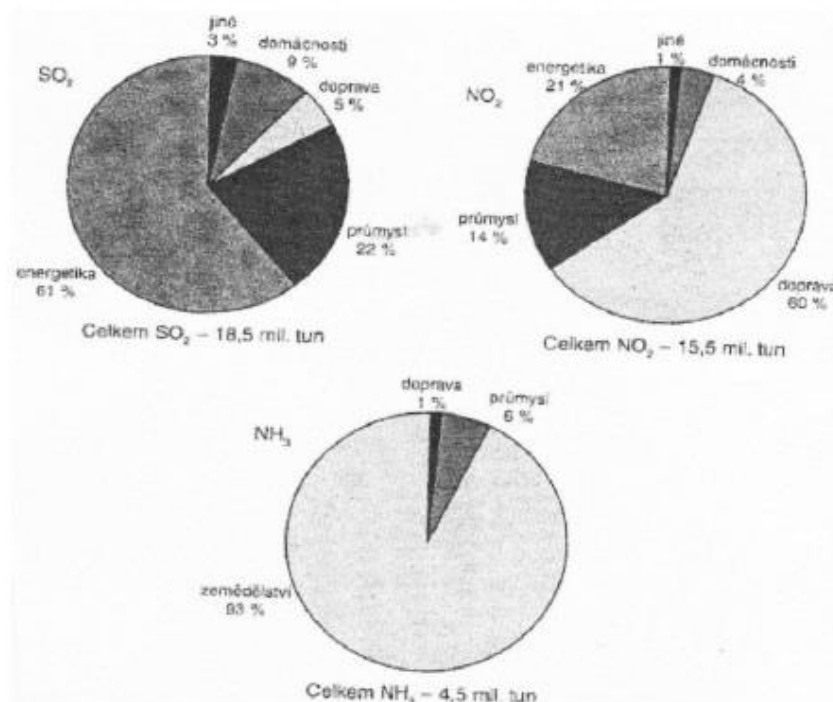 SO₂
jiné
3 %
domácnosti
9 %
doprava
5 %
průmysl
22 %
energetika
61 %
Celkem SO₂ – 18,5 mil. tun
NO₂
jiné
1 %
domácnosti
4 %
energetika
21 %
průmysl
14 %
doprava
60 %
Celkem NO₂ – 15,5 mil. tun
NH₃
doprava
1 %
průmysl
6 %
zemědělství
93 %
Celkem NH₃ – 4,5 mil. tun